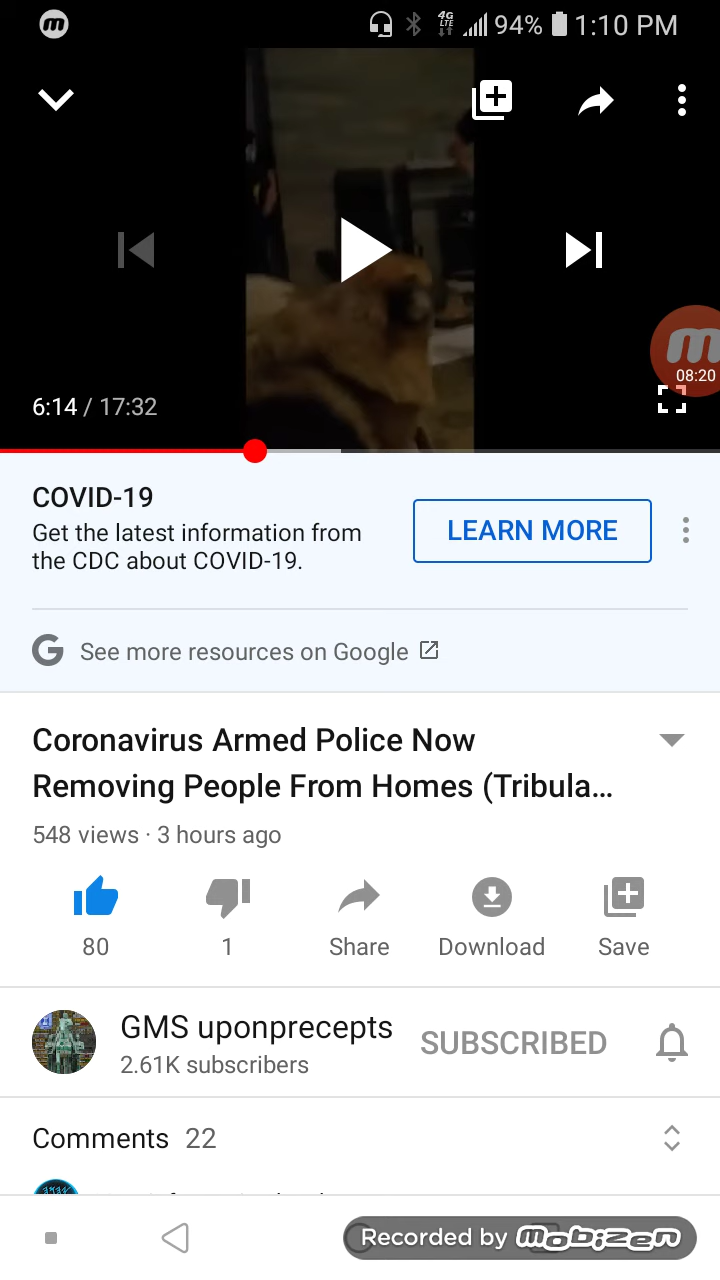 4G
LTE
94%
1:10 PM
08:20
6:14 / 17:32
COVID-19
Get the latest information from
the CDC about COVID-19.
LEARN MORE
See more resources on Google
Coronavirus Armed Police Now
Removing People From Homes (Tribula...
548 views · 3 hours ago
80
1
Share
Download
Save
GMS uponprecepts
2.61K subscribers
SUBSCRIBED
Comments 22
Recorded by mobizen